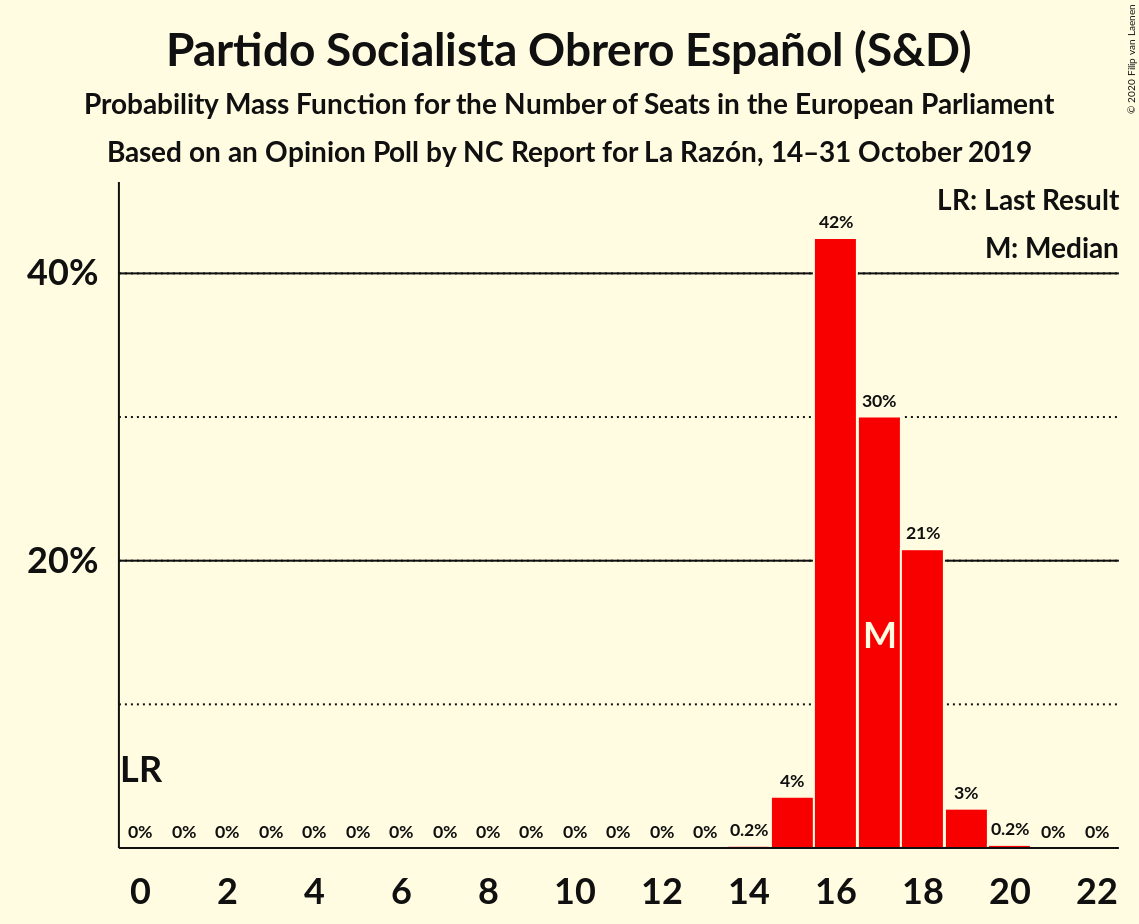 Partido Socialista Obrero Español (S&D)
Probability Mass Function for the Number of Seats in the European Parliament
Based on an Opinion Poll by NC Report for La Razón, 14–31 October 2019
© 2020 Filip van Laenen
LR: Last Result
M: Median
42%
40%
30%
21%
20%
M
LR
4%
3%
0% 0% 0% 0% 0% 0% 0% 0% 0% 0% 0% 0% 0% 0% 0.2% 0.2% 0% 0%
0 2 4 6 8 10 12 14 16 18 20 22